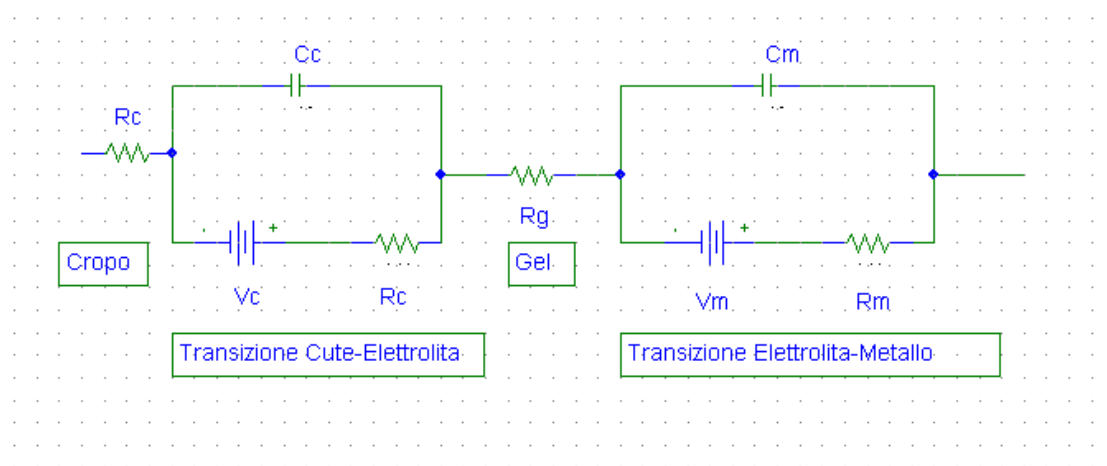 Cc
Cm
Rc
- +
- +
Rg
Cropo
Gel
Vc
Rc
Vm
Rm
Transizione Cute-Elettrolita
Transizione Elettrolita-Metallo